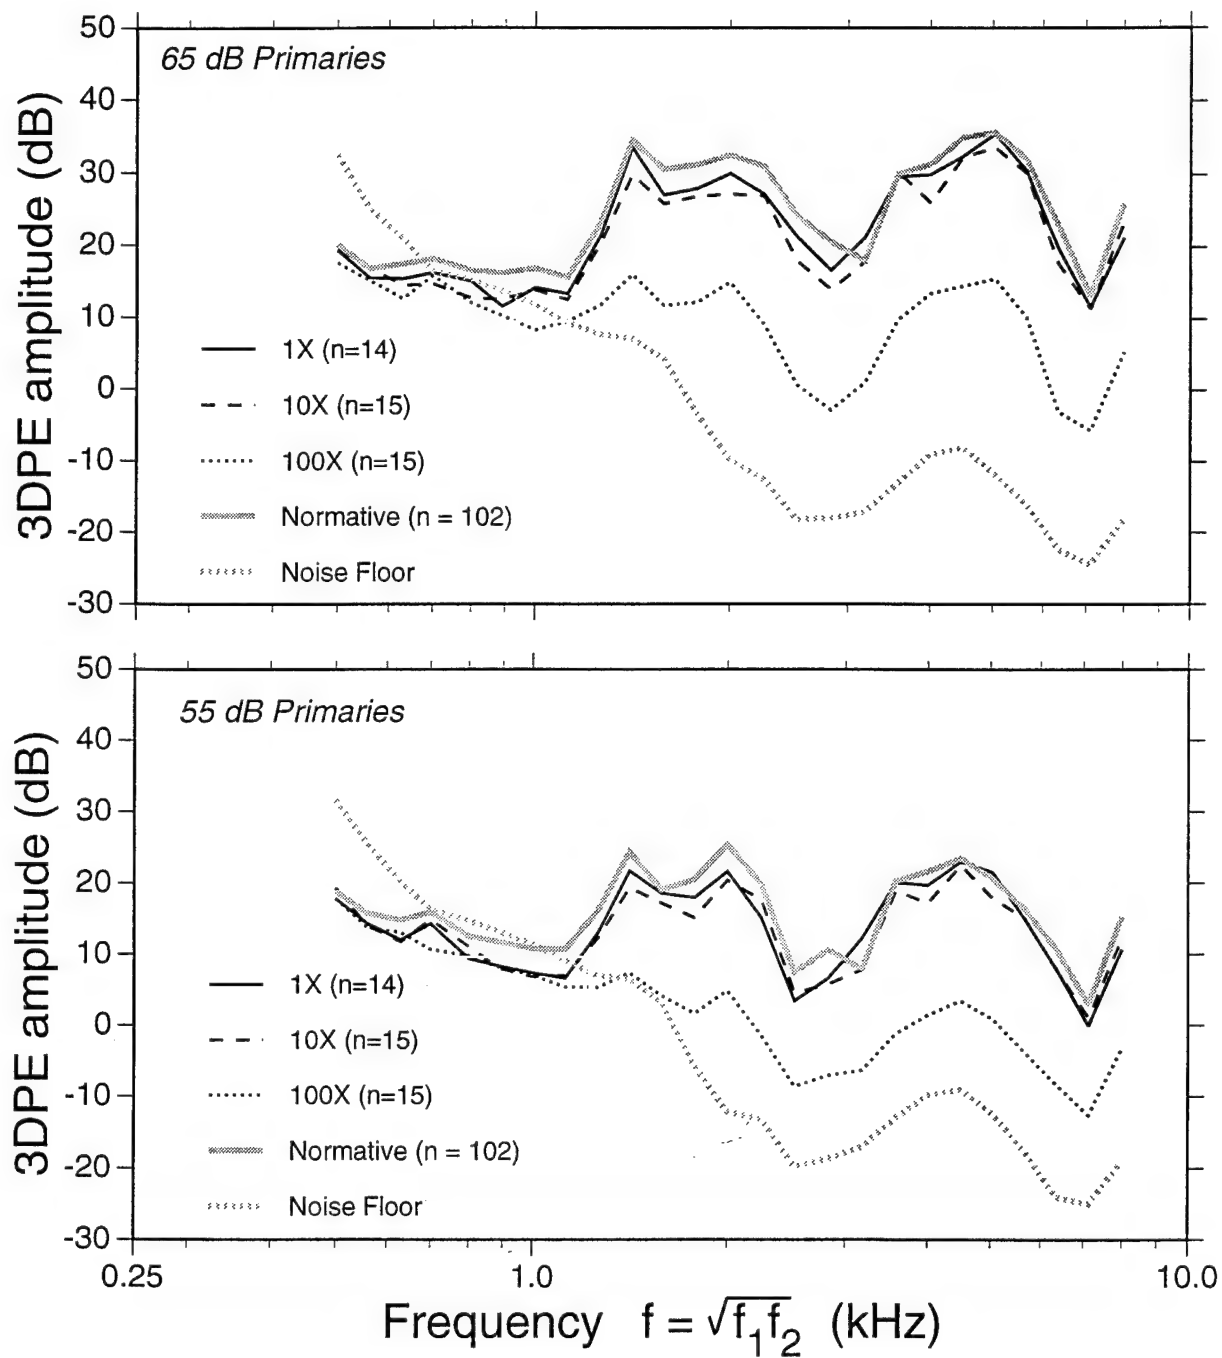 65 dB Primaries
3DPE amplitude (dB)
50
40
30
20
10
0
-10
-20
-30
1X (n=14)
10X (n=15)
100X (n=15)
Normative (n = 102)
Noise Floor
55 dB Primaries
3DPE amplitude (dB)
50
40
30
20
10
0
-10
-20
-30
1X (n=14)
10X (n=15)
100X (n=15)
Normative (n = 102)
Noise Floor
0.25 1.0 10.0
Frequency f = √f₁f₂ (kHz)